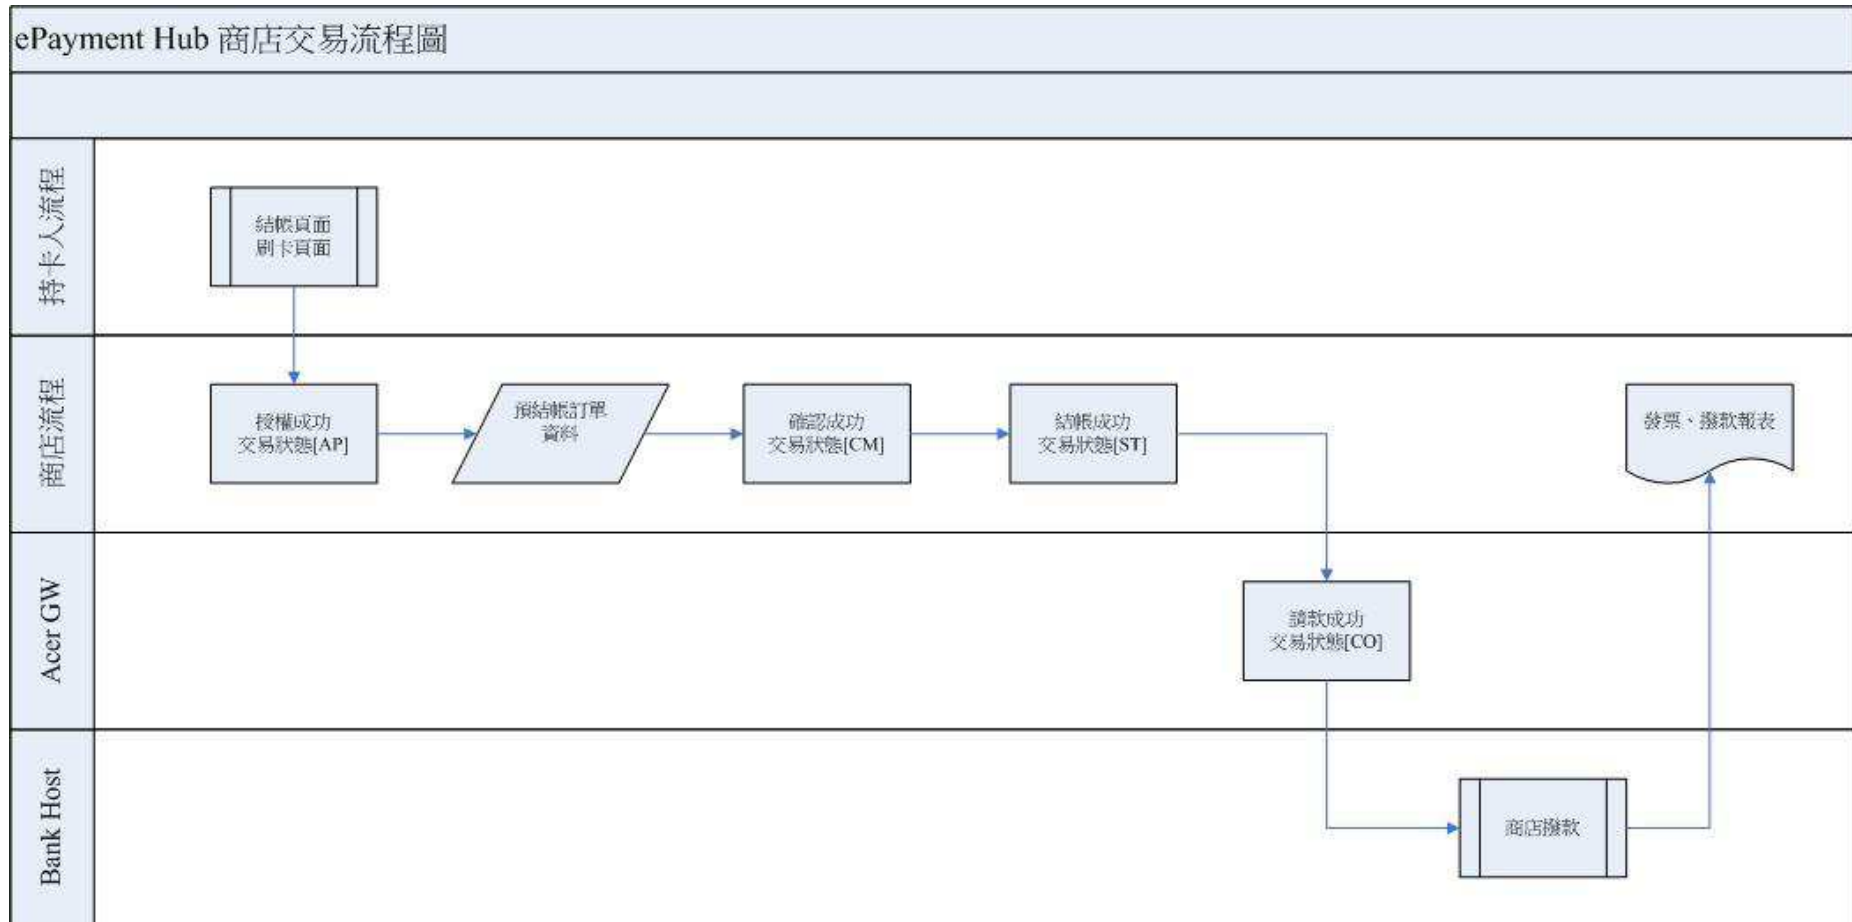 ePayment Hub 商店交易流程圖
持卡人流程
結帳頁面
刷卡頁面
商店流程
授權成功
交易狀態[AP]
預結帳訂單
資料
確認成功
交易狀態[CM]
結帳成功
交易狀態[ST]
發票、撥款報表
Acer GW
請款成功
交易狀態[CO]
Bank Host
商店撥款